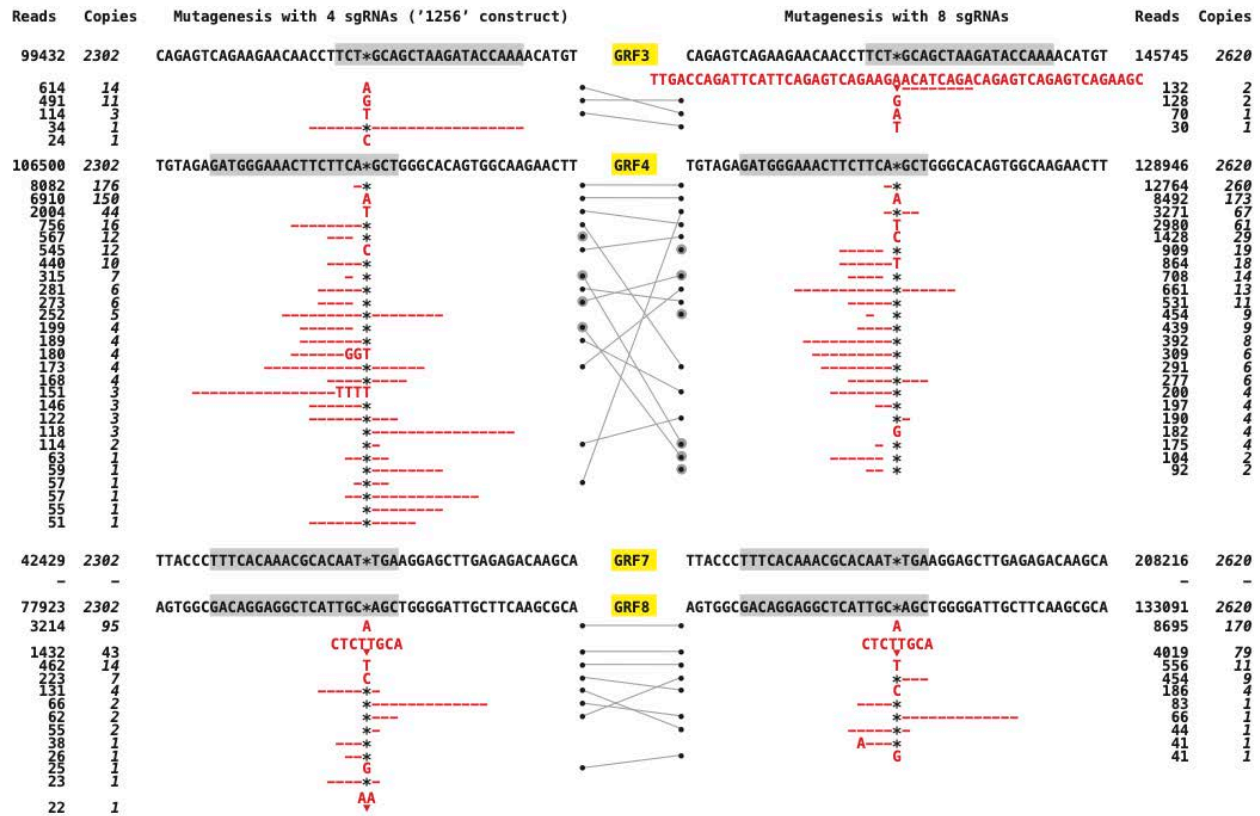 Reads Copies Mutagenesis with 4 sgRNAs ('1256' construct) Mutagenesis with 8 sgRNAs Reads Copies
99432 2302 CAGAGTCAGAAGAACAACCTTCT*GCAGCTAAGATACCAAAACATGT GRF3 CAGAGTCAGAAGAACAACCTTCT*GCAGCTAAGATACCAAAACATGT 145745 2620
TTGACCAGATTCATTCAGAGTCAGAAGAACATCAGACAGAGTCAGAGTCAGAAGC
614 14 A ▼-------- 132 2
491 11 G G 128 2
114 3 T A 70 1
34 1 ------*----------------- T 30 1
24 1 C
106500 2302 TGTAGAGATGGGAAACTTCTTCA*GCTGGGCACAGTGGCAAGAACTT GRF4 TGTAGAGATGGGAAACTTCTTCA*GCTGGGCACAGTGGCAAGAACTT 128946 2620
8082 176 -* -* 12764 260
6910 150 A A 8492 173
2004 44 T -*-- 3271 67
756 16 --------* T 2980 61
567 12 --- * C 1428 29
545 12 C ----- * 909 19
440 10 ----* ------T 864 18
315 7 - * ---- * 708 14
281 6 -----* -----------*------ 661 13
273 6 ---- * -----* 531 11
252 5 ---------*-------- - * 454 9
199 4 ------ * ----* 439 9
189 4 -------* ----------* 392 8
180 4 ------GGT ---------* 309 6
173 4 -----------*------ --------* 291 6
168 4 ----*---- -----*--- 277 6
151 3 ----------------TTTT -------* 200 4
146 3 ------* -- * 197 4
122 3 ------*--- *- 190 4
118 3 *---------------- G 182 4
114 2 *- - * 175 4
63 1 --*-- ------ * 104 2
59 1 --*-------- -- * 92 2
57 1 -*--
57 1 --*------------
55 1 *--------
51 1 ------*-----
42429 2302 TTACCCTTTCACAAACGCACAAT*TGAAGGAGCTTGAGAGACAAGCA GRF7 TTACCCTTTCACAAACGCACAAT*TGAAGGAGCTTGAGAGACAAGCA 208216 2620
– – – –
77923 2302 AGTGGCGACAGGAGGCTCATTGC*AGCTGGGGATTGCTTCAAGCGCA GRF8 AGTGGCGACAGGAGGCTCATTGC*AGCTGGGGATTGCTTCAAGCGCA 133091 2620
3214 95 A A 8695 170
CTCTTGCA CTCTTGCA
1432 43 ▼ ▼ 4019 79
462 14 T T 556 11
223 7 C *--- 454 9
131 4 -----*- C 186 4
66 2 *------------- ----* 83 1
62 2 *--- *------------- 66 1
55 2 *- -----*- 44 1
38 1 ---* A---* 41 1
26 1 --* G 41 1
25 1 G
23 1 ----*-
AA
22 1 ▼